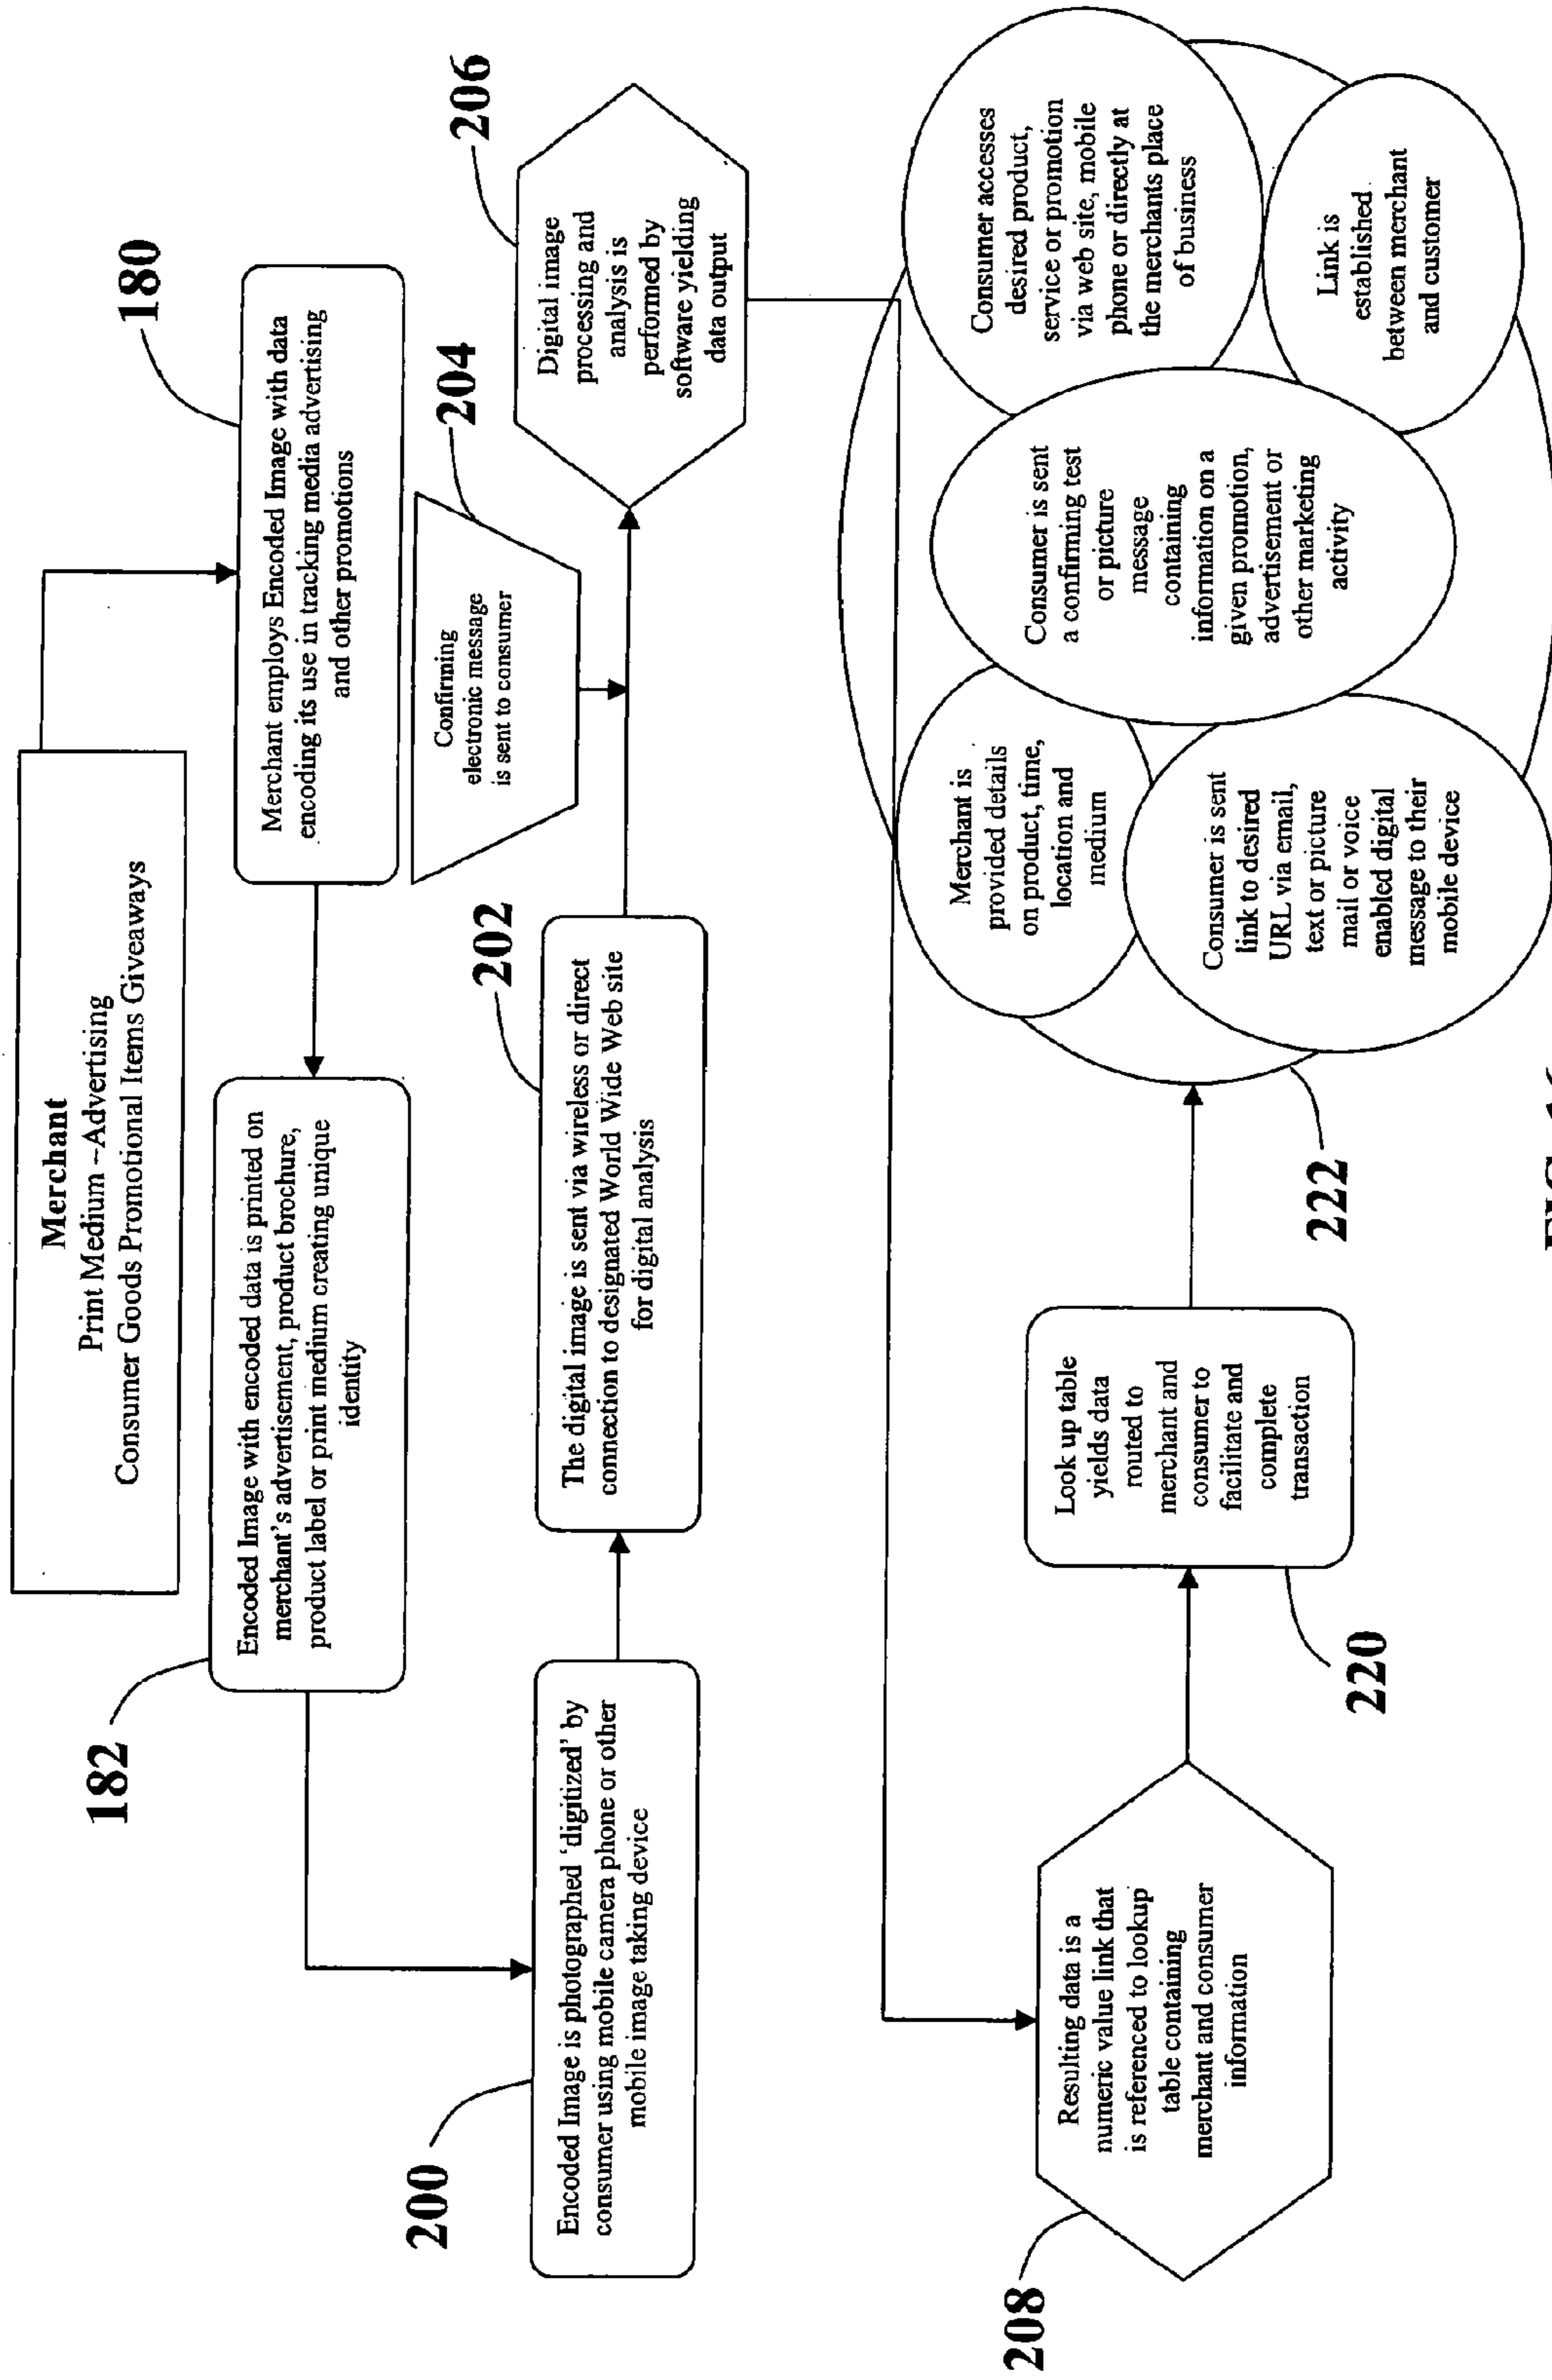 Merchant
Print Medium –Advertising
Consumer Goods Promotional Items Giveaways
180
Merchant employs Encoded Image with data
encoding its use in tracking media advertising
and other promotions
182
Encoded Image with encoded data is printed on
merchant's advertisement, product brochure,
product label or print medium creating unique
identity
200
Encoded Image is photographed 'digitized' by
consumer using mobile camera phone or other
mobile image taking device
202
The digital image is sent via wireless or direct
connection to designated World Wide Web site
for digital analysis
204
Confirming
electronic message
is sent to consumer
206
Digital image
processing and
analysis is
performed by
software yielding
data output
208
Resulting data is a
numeric value link that
is referenced to lookup
table containing
merchant and consumer
information
220
Look up table
yields data
routed to
merchant and
consumer to
facilitate and
complete
transaction
222
Merchant is
provided details
on product, time,
location and
medium
Consumer is sent
link to desired
URL via email,
text or picture
mail or voice
enabled digital
message to their
mobile device
Consumer is sent
a confirming test
or picture
message
containing
information on a
given promotion,
advertisement or
other marketing
activity
Consumer accesses
desired product,
service or promotion
via web site, mobile
phone or directly at
the merchants place
of business
Link is
established
between merchant
and customer